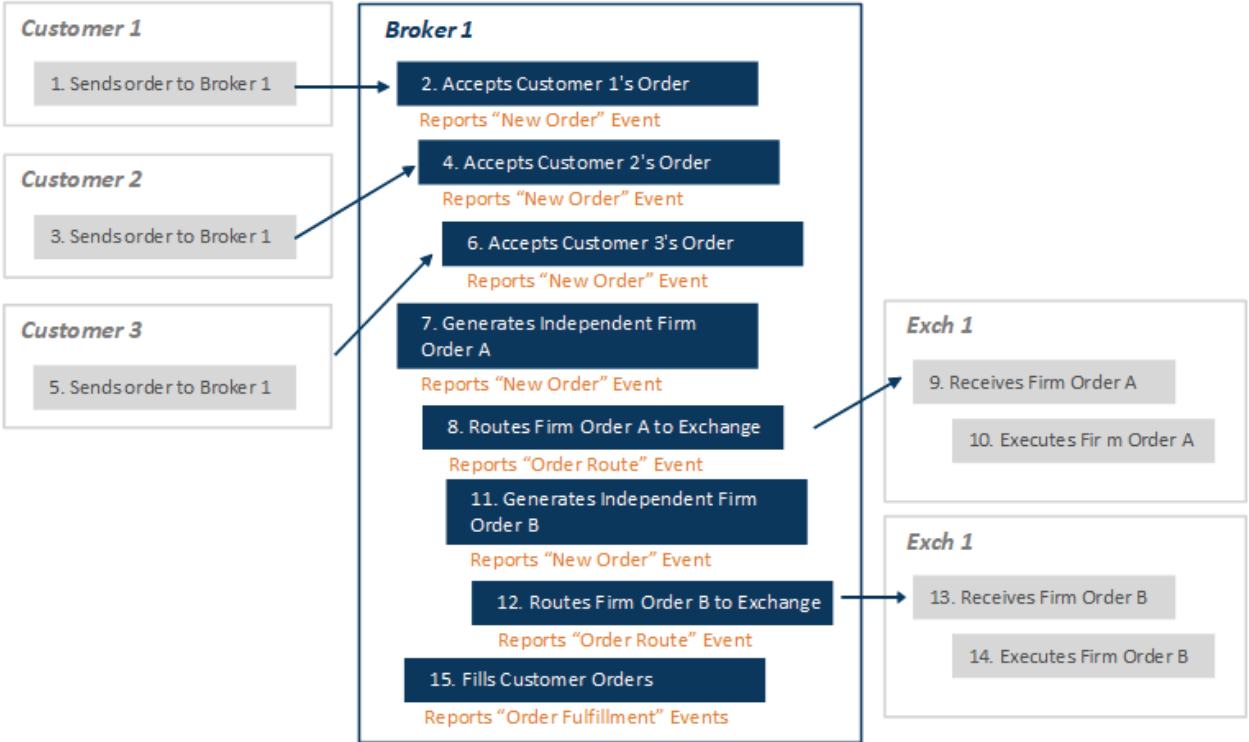 Customer 1
1. Sends order to Broker 1
Customer 2
3. Sends order to Broker 1
Customer 3
5. Sends order to Broker 1
Broker 1
2. Accepts Customer 1's Order
Reports “New Order” Event
4. Accepts Customer 2's Order
Reports “New Order” Event
6. Accepts Customer 3's Order
Reports “New Order” Event
7. Generates Independent Firm
Order A
Reports “New Order” Event
8. Routes Firm Order A to Exchange
Reports “Order Route” Event
11. Generates Independent Firm
Order B
Reports “New Order” Event
12. Routes Firm Order B to Exchange
Reports “Order Route” Event
15. Fills Customer Orders
Reports “Order Fulfillment” Events
Exch 1
9. Receives Firm Order A
10. Executes Fir m Order A
Exch 1
13. Receives Firm Order B
14. Executes Firm Order B